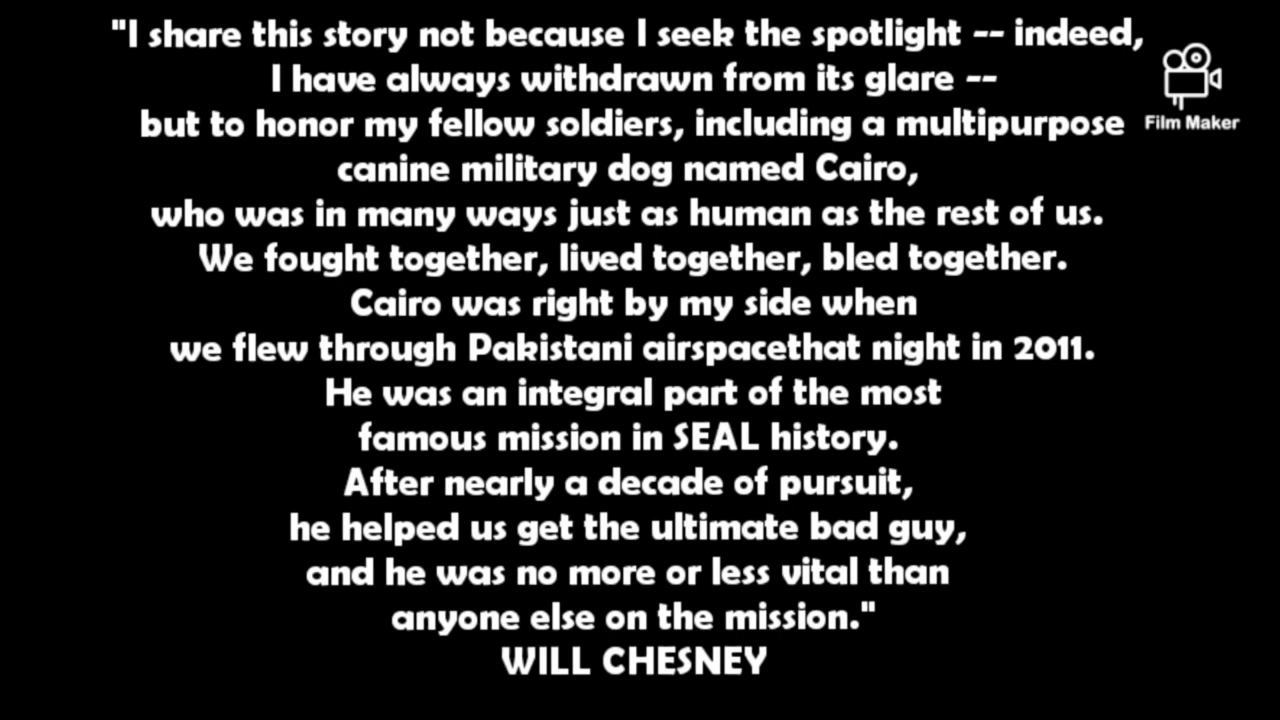 "I share this story not because I seek the spotlight -- indeed,
I have always withdrawn from its glare --
but to honor my fellow soldiers, including a multipurpose
canine military dog named Cairo,
who was in many ways just as human as the rest of us.
We fought together, lived together, bled together.
Cairo was right by my side when
we flew through Pakistani airspacethat night in 2011.
He was an integral part of the most
famous mission in SEAL history.
After nearly a decade of pursuit,
he helped us get the ultimate bad guy,
and he was no more or less vital than
anyone else on the mission."
WILL CHESNEY
Film Maker